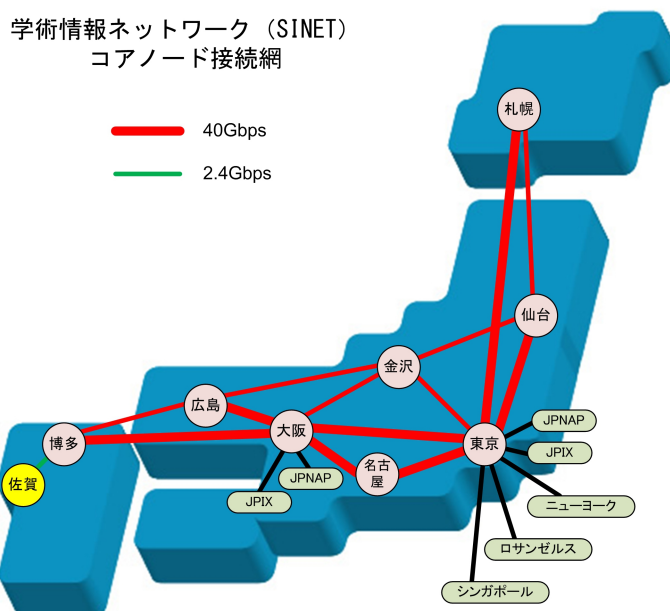 学術情報ネットワーク（SINET）
コアノード接続網
40Gbps
2.4Gbps
札幌
仙台
金沢
広島
大阪
博多
東京
名古
屋
佐賀
JPNAP
JPIX
JPNAP
JPIX
ニューヨーク
ロサンゼルス
シンガポール